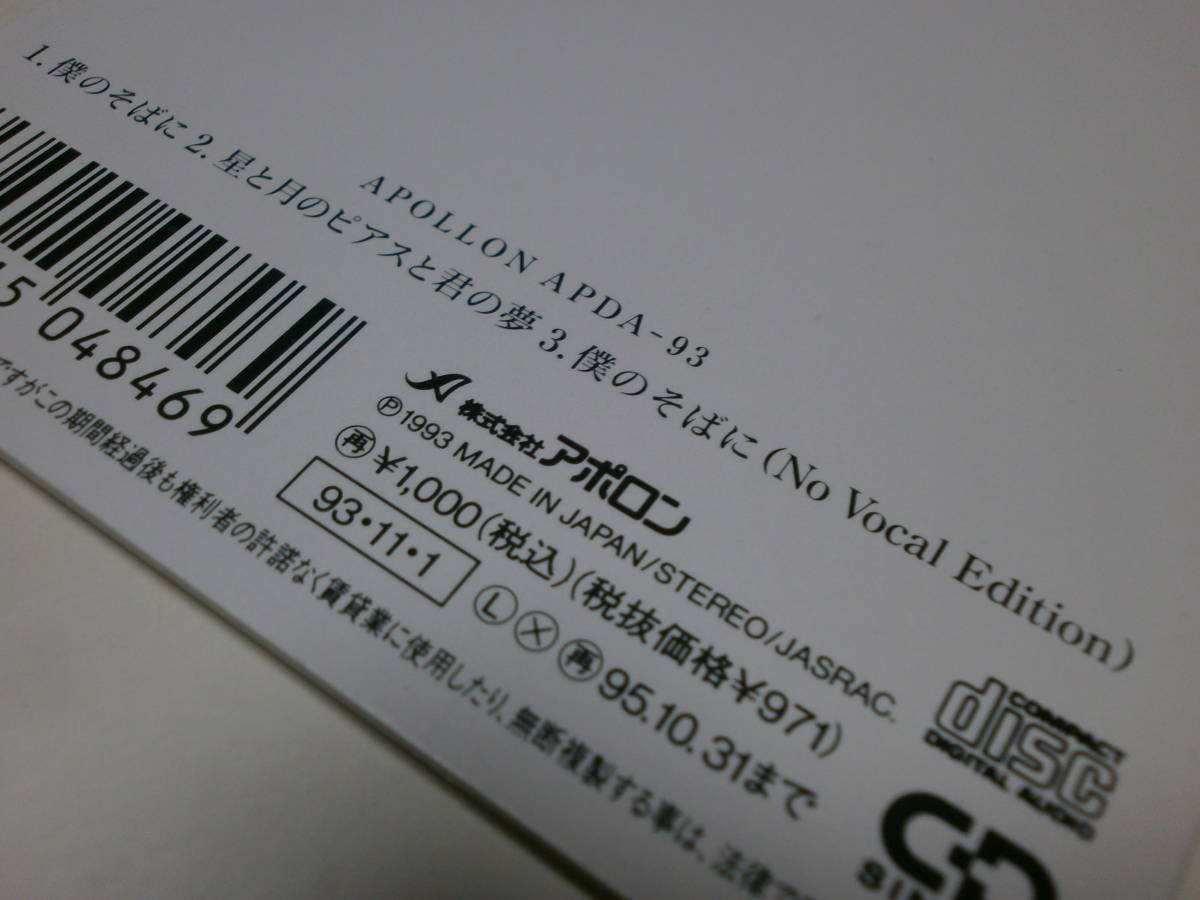 APOLLON APDA-93
1. 僕のそばに 2. 星と月のピアスと君の夢 3. 僕のそばに (No Vocal Edition)
5 048469
株式会社 アポロン
Ⓟ1993 MADE IN JAPAN/STEREO/JASRAC.
再 ¥1,000(税込)(税抜価格¥971)
93・11・1 Ⓛ Ⓧ 再 95.10.31まで
ですがこの期間経過後も権利者の許諾なく賃貸業に使用したり、無断複製する事は、法律
COMPACT
disc
DIGITAL AUDIO
CD